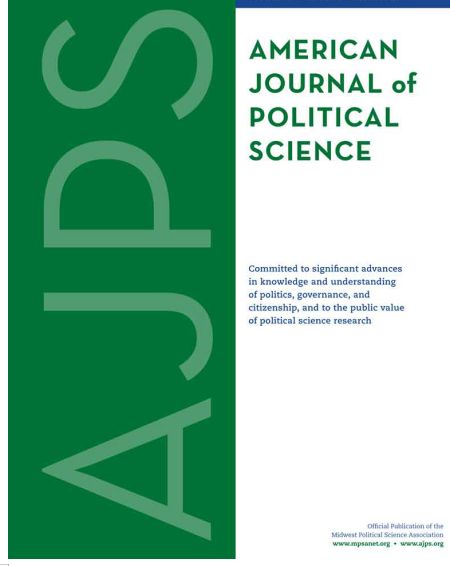 AJPS
AMERICAN
JOURNAL of
POLITICAL
SCIENCE
Committed to significant advances
in knowledge and understanding
of politics, governance, and
citizenship, and to the public value
of political science research
Official Publication of the
Midwest Political Science Association
www.mpsanet.org • www.ajps.org